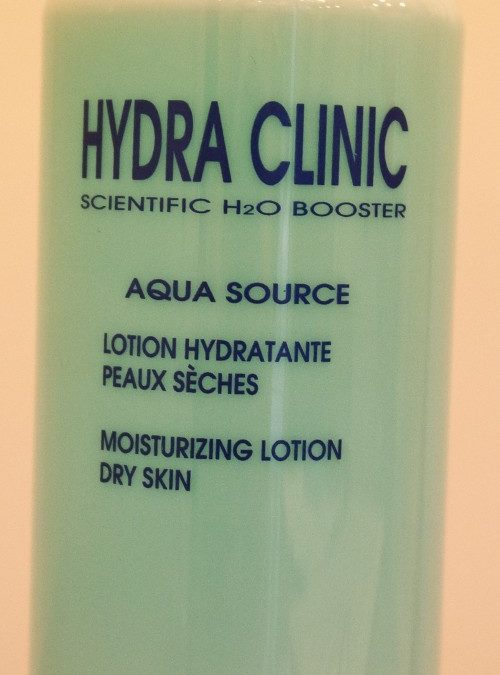 HYDRA CLINIC
SCIENTIFIC H2O BOOSTER
AQUA SOURCE
LOTION HYDRATANTE
PEAUX SÈCHES
MOISTURIZING LOTION
DRY SKIN